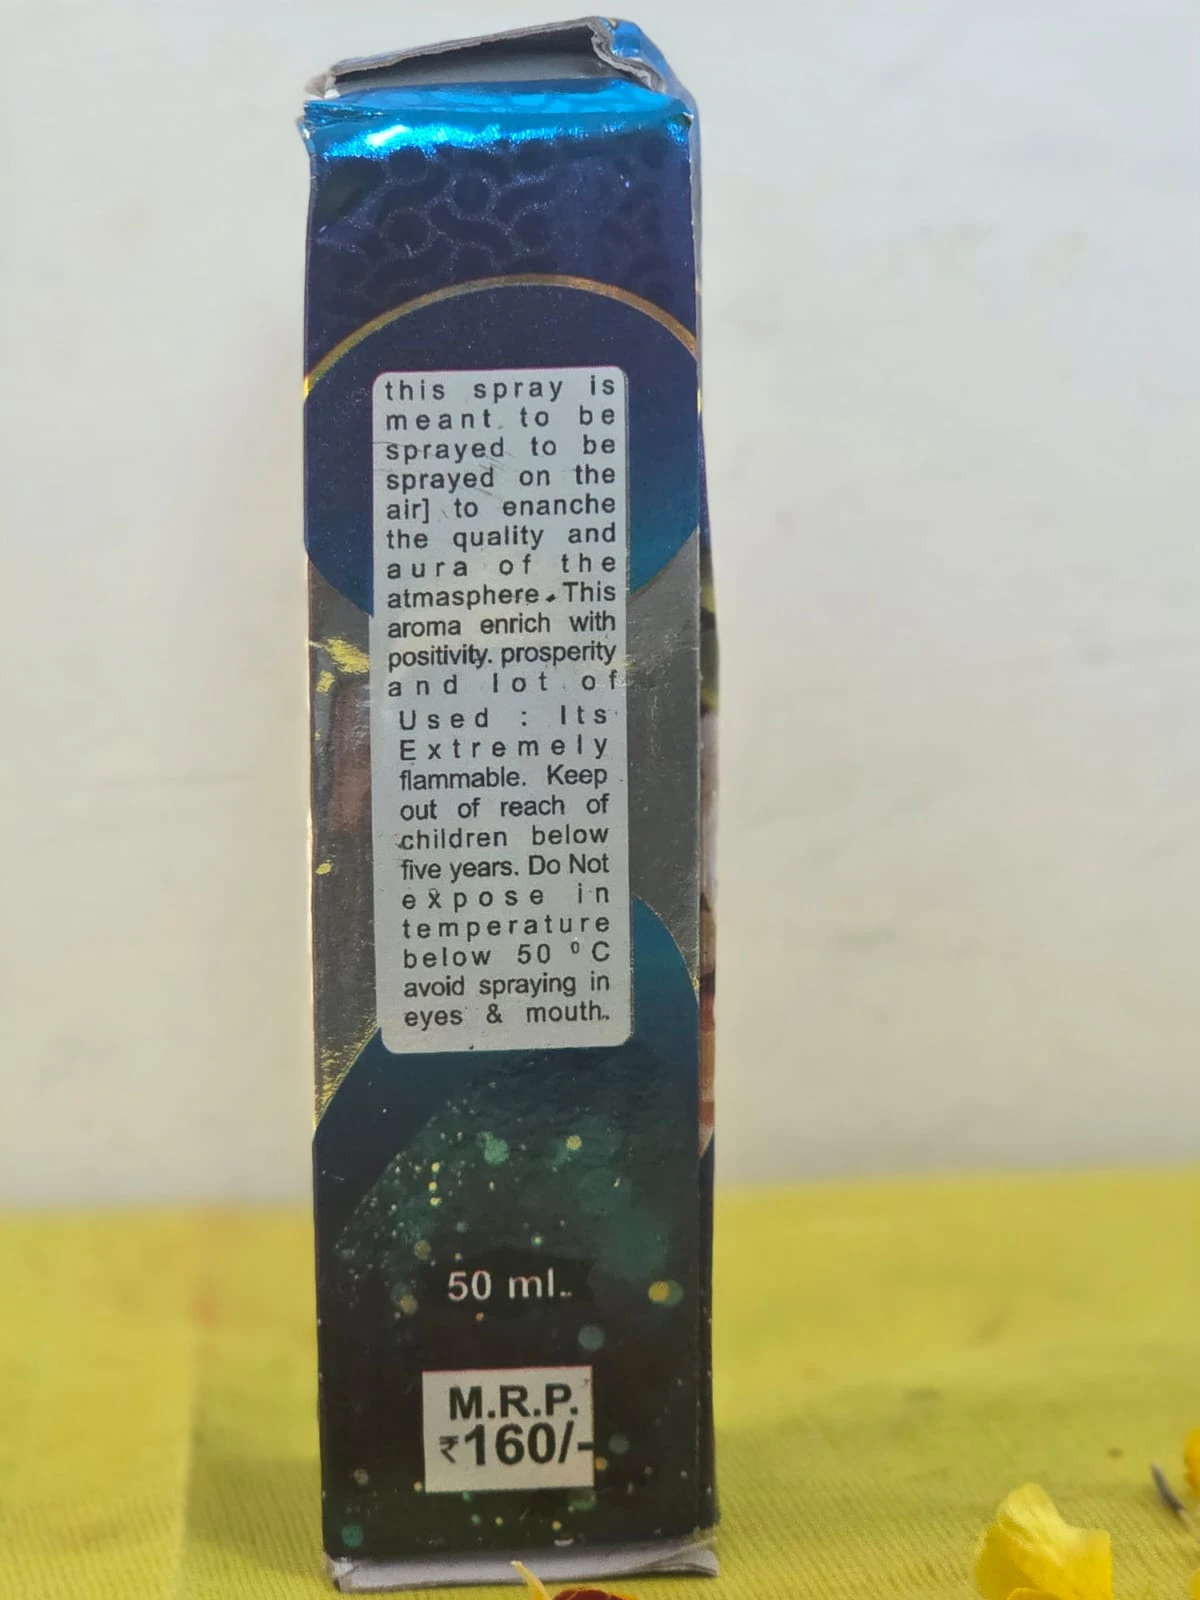 this spray is
meant to be
sprayed to be
sprayed on the
air] to enanche
the quality and
aura of the
atmasphere. This
aroma enrich with
positivity. prosperity
and lot of
Used : Its
Extremely
flammable. Keep
out of reach of
children below
five years. Do Not
expose in
temperature
below 50 ⁰C
avoid spraying in
eyes & mouth.
50 ml.
M.R.P.
₹160/-